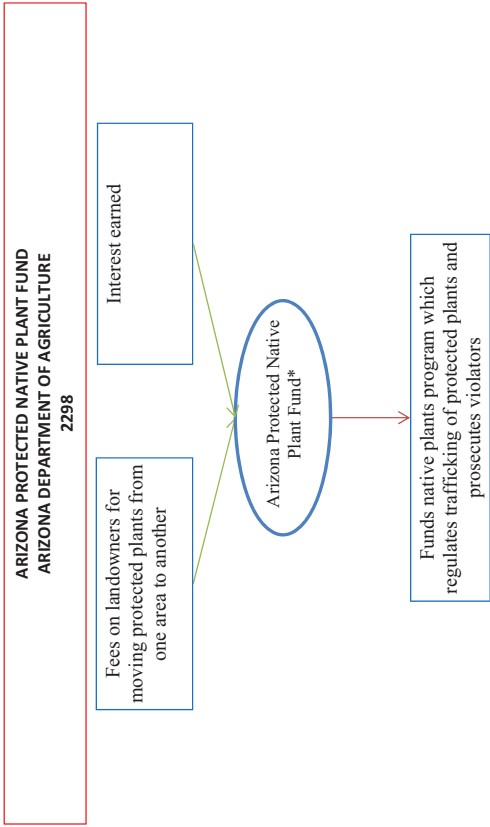 ARIZONA PROTECTED NATIVE PLANT FUND
ARIZONA DEPARTMENT OF AGRICULTURE
2298
Fees on landowners for
moving protected plants from
one area to another
Interest earned
Arizona Protected Native
Plant Fund*
Funds native plants program which
regulates trafficking of protected plants and
prosecutes violators